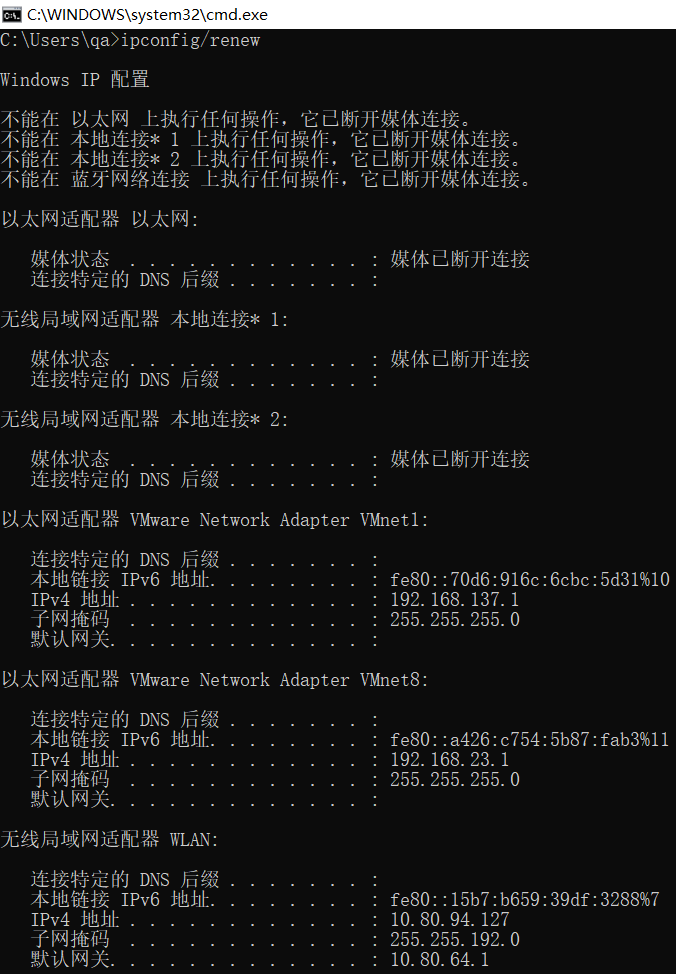 C:\WINDOWS\system32\cmd.exe
C:\Users\qa>ipconfig/renew
Windows IP 配置
不能在 以太网 上执行任何操作，它已断开媒体连接。
不能在 本地连接* 1 上执行任何操作，它已断开媒体连接。
不能在 本地连接* 2 上执行任何操作，它已断开媒体连接。
不能在 蓝牙网络连接 上执行任何操作，它已断开媒体连接。
以太网适配器 以太网:
媒体状态  . . . . . . . . . . . . : 媒体已断开连接
连接特定的 DNS 后缀 . . . . . . . :
无线局域网适配器 本地连接* 1:
媒体状态  . . . . . . . . . . . . : 媒体已断开连接
连接特定的 DNS 后缀 . . . . . . . :
无线局域网适配器 本地连接* 2:
媒体状态  . . . . . . . . . . . . : 媒体已断开连接
连接特定的 DNS 后缀 . . . . . . . :
以太网适配器 VMware Network Adapter VMnet1:
连接特定的 DNS 后缀 . . . . . . . :
本地链接 IPv6 地址. . . . . . . . : fe80::70d6:916c:6cbc:5d31%10
IPv4 地址 . . . . . . . . . . . . : 192.168.137.1
子网掩码  . . . . . . . . . . . . : 255.255.255.0
默认网关. . . . . . . . . . . . . :
以太网适配器 VMware Network Adapter VMnet8:
连接特定的 DNS 后缀 . . . . . . . :
本地链接 IPv6 地址. . . . . . . . : fe80::a426:c754:5b87:fab3%11
IPv4 地址 . . . . . . . . . . . . : 192.168.23.1
子网掩码  . . . . . . . . . . . . : 255.255.255.0
默认网关. . . . . . . . . . . . . :
无线局域网适配器 WLAN:
连接特定的 DNS 后缀 . . . . . . . :
本地链接 IPv6 地址. . . . . . . . : fe80::15b7:b659:39df:3288%7
IPv4 地址 . . . . . . . . . . . . : 10.80.94.127
子网掩码  . . . . . . . . . . . . : 255.255.192.0
默认网关. . . . . . . . . . . . . : 10.80.64.1